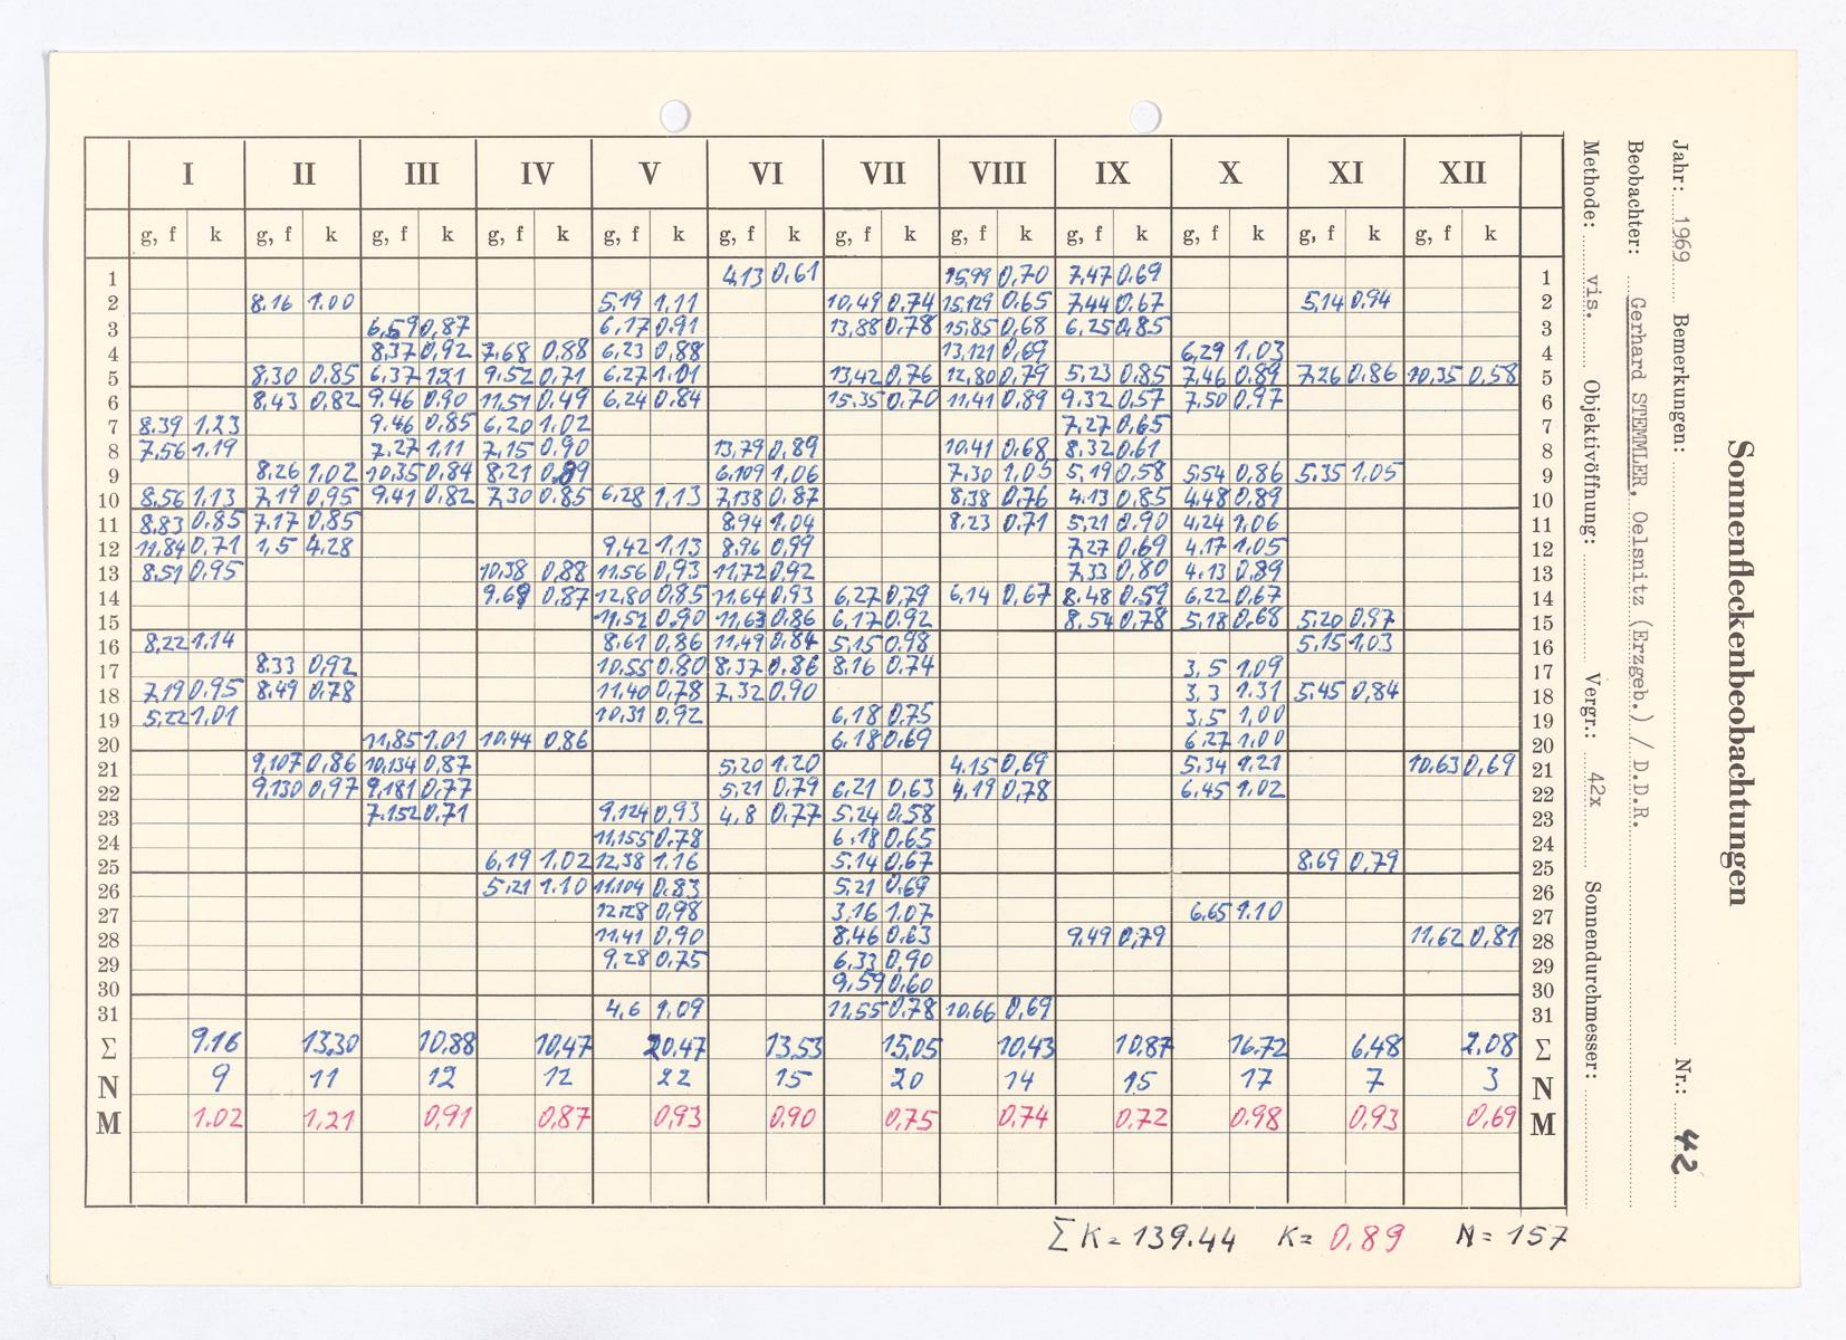 I II III IV V VI VII VIII IX X XI XII
g, f k g, f k g, f k g, f k g, f k g, f k g, f k g, f k g, f k g, f k g, f k g, f k
1 4,13 0,61 15,99 0,70 7,47 0,69 1
2 8.16 1.00 5,19 1,11 10,49 0,74 15,129 0,65 7,44 0,67 5,14 0,94 2
3 6,59 0,87 6,17 0,91 13,88 0,78 15,85 0,68 6,25 0,85 3
4 8,37 0,92 7,68 0,88 6,23 0,88 13,121 0,69 6,29 1,03 4
5 8,30 0,85 6,37 1,21 9,52 0,71 6,27 1,01 13,42 0,76 12,80 0,79 5,23 0,85 7,46 0,89 7,26 0,86 10,35 0,58 5
6 8,43 0,82 9,46 0,90 11,51 0,49 6,24 0,84 15,35 0,70 11,41 0,89 9,32 0,57 7,50 0,97 6
7 8,39 1,23 9,46 0,85 6,20 1,02 7,27 0,65 7
8 7,56 1,19 7,27 1,11 7,15 0,90 13,79 0,89 10,41 0,68 8,32 0,61 8
9 8,26 1,02 10,35 0,84 8,21 0,89 6,109 1,06 7,30 1,05 5,19 0,58 5,54 0,86 5,35 1,05 9
10 8,56 1,13 7,19 0,95 9,41 0,82 7,30 0,85 6,28 1,13 7,138 0,87 8,38 0,76 4,13 0,85 4,48 0,89 10
11 8,83 0,85 7,17 0,85 8,94 1,04 8,23 0,71 5,21 0,90 4,24 1,06 11
12 11,84 0,71 1,5 4,28 9,42 1,13 8,96 0,99 7,27 0,69 4,17 1,05 12
13 8,51 0,95 10,38 0,88 11,56 0,93 11,72 0,92 7,33 0,80 4,13 0,89 13
14 9,69 0,87 12,80 0,85 11,64 0,93 6,27 0,79 6,14 0,67 8,48 0,59 6,22 0,67 14
15 11,52 0,90 11,63 0,86 6,17 0,92 8,54 0,78 5,18 0,68 5,20 0,97 15
16 8,22 1,14 8,61 0,86 11,49 0,84 5,15 0,98 5,15 1,03 16
17 8,33 0,92 10,55 0,80 8,37 0,86 8,16 0,74 3,5 1,09 17
18 7,19 0,95 8,49 0,78 11,40 0,78 7,32 0,90 3,3 1,31 5,45 0,84 18
19 5,22 1,01 10,31 0,92 6,18 0,75 3,5 1,00 19
20 11,85 1,01 10,44 0,86 6,18 0,69 6,27 1,00 20
21 9,107 0,86 10,134 0,87 5,20 1,20 4,15 0,69 5,34 1,21 10,63 0,69 21
22 9,130 0,97 9,181 0,77 5,21 0,79 6,21 0,63 4,19 0,78 6,45 1,02 22
23 7,152 0,71 9,124 0,93 4,8 0,77 5,24 0,58 23
24 11,155 0,78 6,18 0,65 24
25 6,19 1,02 12,38 1,16 5,14 0,67 8,69 0,79 25
26 5,21 1,10 11,104 0,83 5,21 0,69 26
27 12,128 0,98 3,16 1,07 6,65 1,10 27
28 11,41 0,90 8,46 0,63 9,49 0,79 11,62 0,81 28
29 9,28 0,75 6,33 0,90 29
30 9,59 0,60 30
31 4,6 1,09 11,55 0,78 10,66 0,69 31
Σ 9.16 13,30 10,88 10,47 20,47 13,53 15,05 10,43 10,87 16.72 6,48 2,08 Σ
N 9 11 12 12 22 15 20 14 15 17 7 3 N
M 1.02 1,21 0,91 0,87 0,93 0.90 0,75 0.74 0,72 0.98 0,93 0,69 M
Σ K = 139.44 K = 0,89 N = 157
Sonnenfleckenbeobachtungen
Jahr: 1969 Bemerkungen: Nr.: 42
Beobachter: Gerhard STEMMLER, Oelsnitz (Erzgeb.) / D.D.R.
Methode: vis. Objektivöffnung: Vergr.: 42x Sonnendurchmesser: